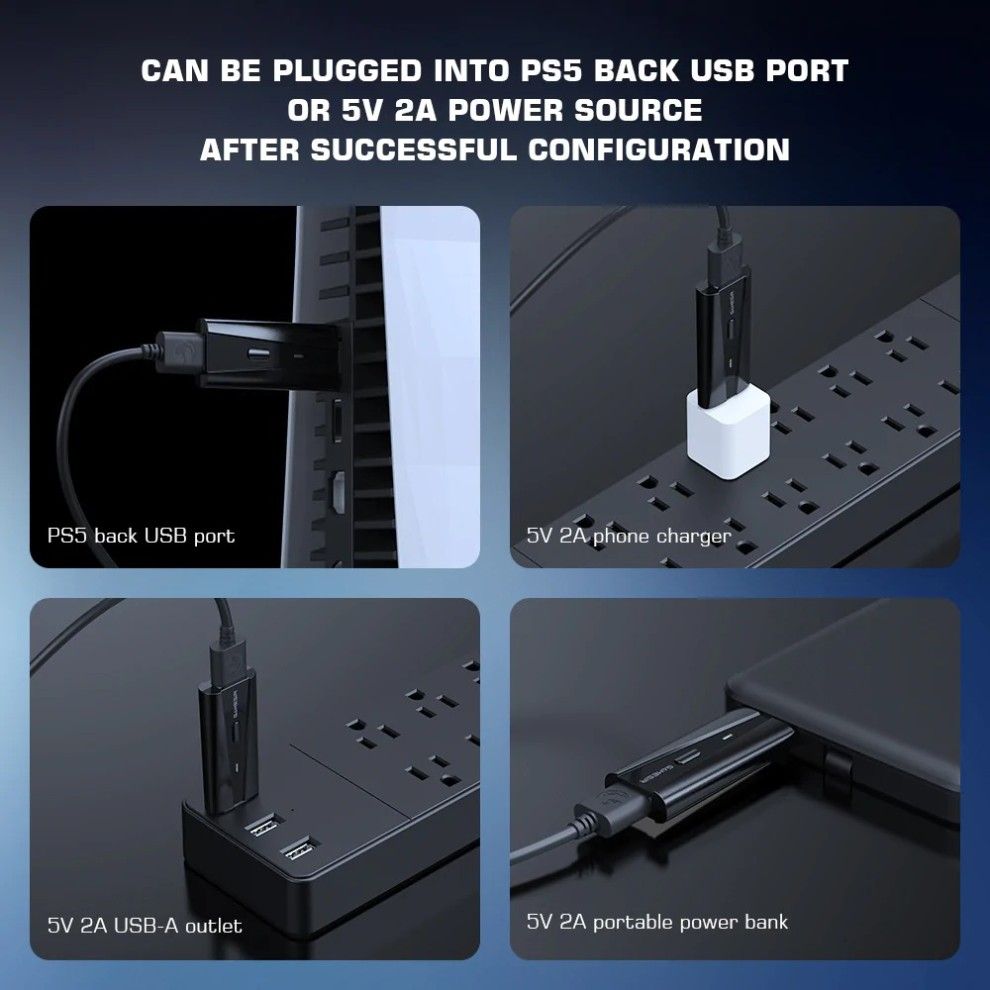 CAN BE PLUGGED INTO PS5 BACK USB PORT
OR 5V 2A POWER SOURCE
AFTER SUCCESSFUL CONFIGURATION
PS5 back USB port
5V 2A phone charger
5V 2A USB-A outlet
5V 2A portable power bank
GAMESIR